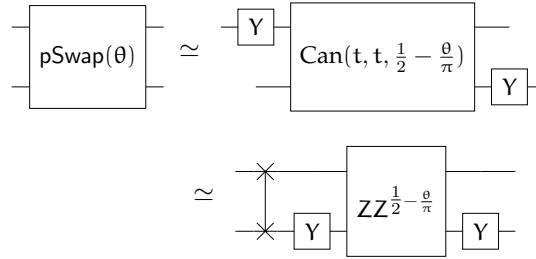 pSwap(θ) ≃ Y Can(t, t, 1/2 − θ/π) Y
≃ Y ZZ^{1/2 − θ/π} Y